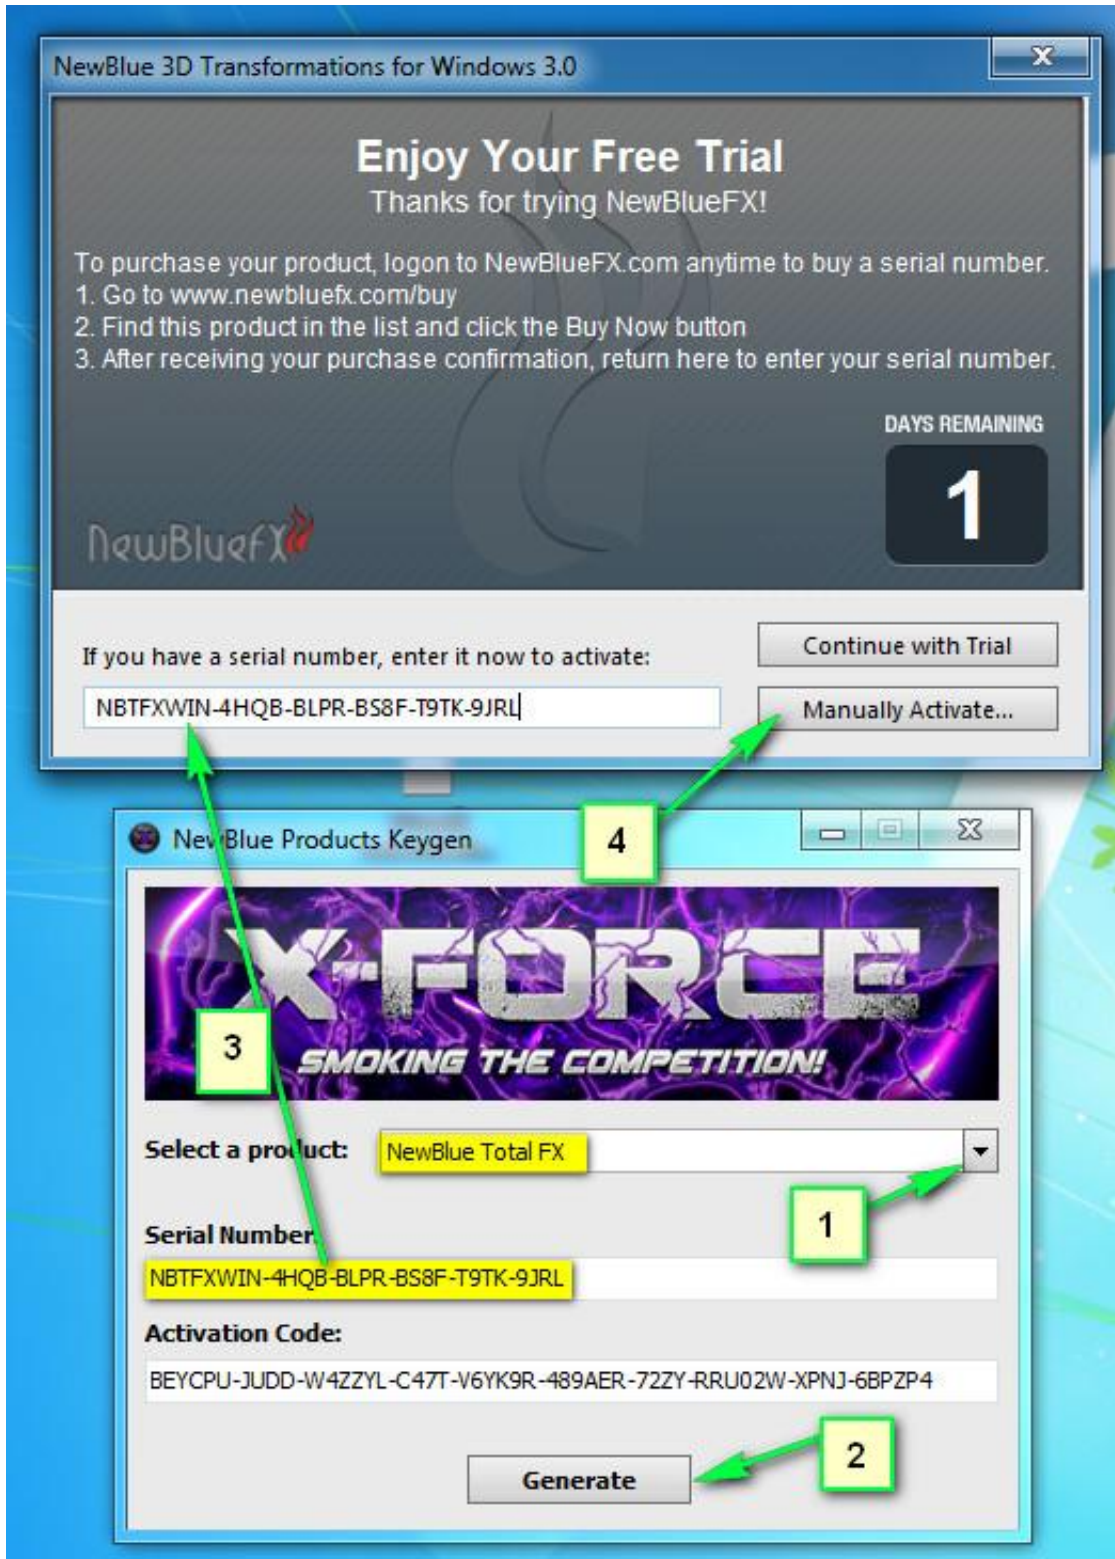 NewBlue 3D Transformations for Windows 3.0
Enjoy Your Free Trial
Thanks for trying NewBlueFX!
To purchase your product, logon to NewBlueFX.com anytime to buy a serial number.
1. Go to www.newbluefx.com/buy
2. Find this product in the list and click the Buy Now button
3. After receiving your purchase confirmation, return here to enter your serial number.
DAYS REMAINING
1
NewBlueFX
If you have a serial number, enter it now to activate:
Continue with Trial
NBTFXWIN-4HQB-BLPR-BS8F-T9TK-9JRL
Manually Activate...
4
NewBlue Products Keygen
X-FORCE
3
SMOKING THE COMPETITION!
Select a product:
NewBlue Total FX
1
Serial Number:
NBTFXWIN-4HQB-BLPR-BS8F-T9TK-9JRL
Activation Code:
BEYCPU-JUDD-W4ZZYL-C47T-V6YK9R-489AER-72ZY-RRU02W-XPNJ-6BPZP4
2
Generate